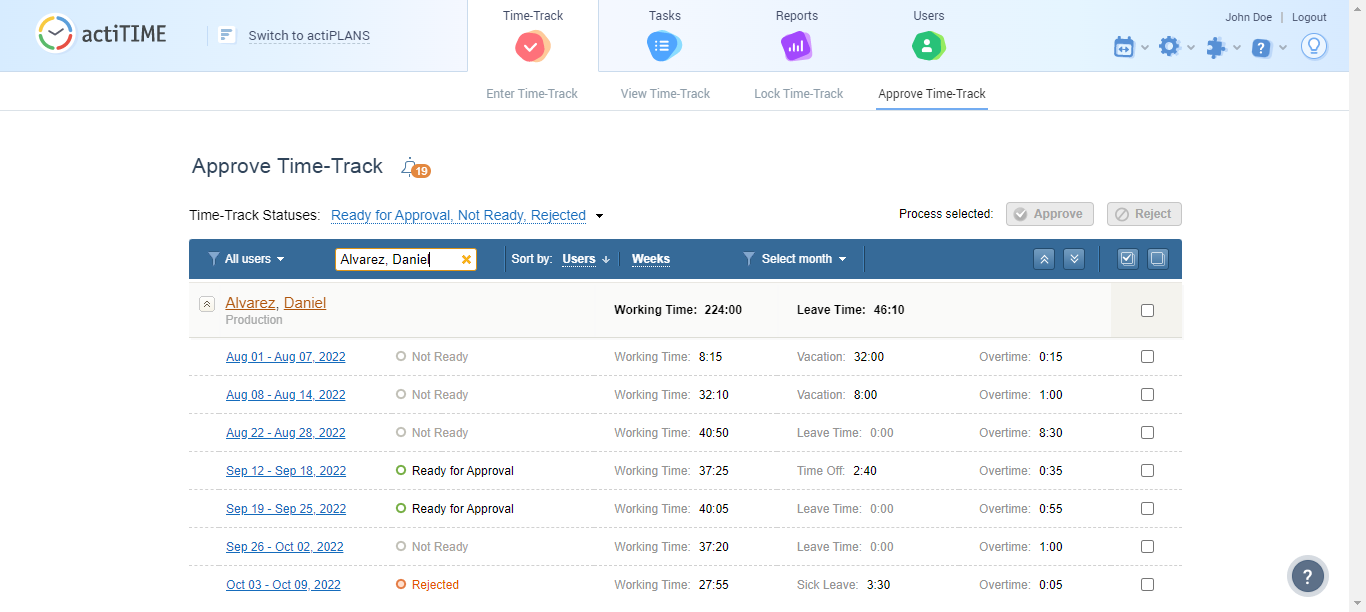 actiTIME
Switch to actiPLANS
Time-Track
Tasks
Reports
Users
John Doe | Logout
?
Enter Time-Track
View Time-Track
Lock Time-Track
Approve Time-Track
Approve Time-Track
19
Time-Track Statuses: Ready for Approval, Not Ready, Rejected
Process selected:
Approve
Reject
All users
Alvarez, Daniel
Sort by: Users ↓ Weeks
Select month
Alvarez, Daniel
Production
Working Time: 224:00
Leave Time: 46:10
Aug 01 - Aug 07, 2022 Not Ready Working Time: 8:15 Vacation: 32:00 Overtime: 0:15
Aug 08 - Aug 14, 2022 Not Ready Working Time: 32:10 Vacation: 8:00 Overtime: 1:00
Aug 22 - Aug 28, 2022 Not Ready Working Time: 40:50 Leave Time: 0:00 Overtime: 8:30
Sep 12 - Sep 18, 2022 Ready for Approval Working Time: 37:25 Time Off: 2:40 Overtime: 0:35
Sep 19 - Sep 25, 2022 Ready for Approval Working Time: 40:05 Leave Time: 0:00 Overtime: 0:55
Sep 26 - Oct 02, 2022 Not Ready Working Time: 37:20 Leave Time: 0:00 Overtime: 1:00
Oct 03 - Oct 09, 2022 Rejected Working Time: 27:55 Sick Leave: 3:30 Overtime: 0:05
?